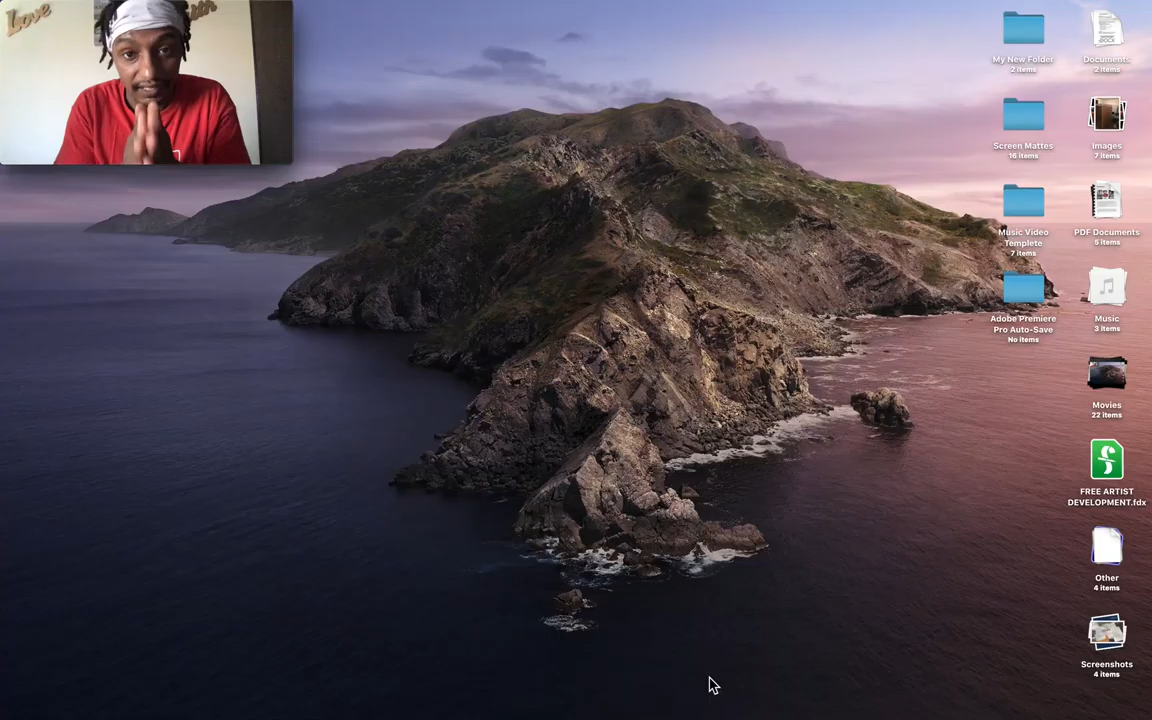 Love
My New Folder
2 items
Documents
2 items
Screen Mattes
16 items
Images
7 items
Music Video
Templete
7 items
PDF Documents
5 items
Adobe Premiere
Pro Auto-Save
No items
Music
3 items
Movies
22 items
FREE ARTIST
DEVELOPMENT.fdx
Other
4 items
Screenshots
4 items